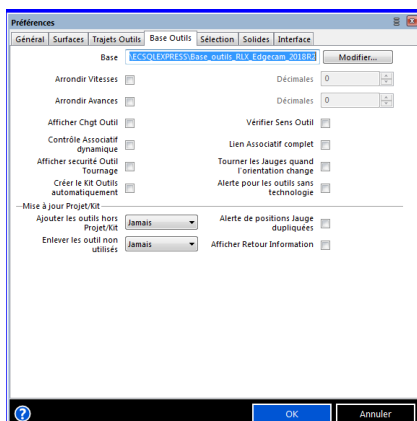 Préférences
Général Surfaces Trajets Outils Base Outils Sélection Solides Interface
Base \ECSQLEXPRESS\Base_outils_RLX_Edgecam_2018R2 Modifier...
Arrondir Vitesses Décimales 0
Arrondir Avances Décimales 0
Afficher Chgt Outil Vérifier Sens Outil
Contrôle Associatif dynamique Lien Associatif complet
Afficher securité Outil Tournage Tourner les Jauges quand l'orientation change
Créer le Kit Outils automatiquement Alerte pour les outils sans technologie
Mise à jour Projet/Kit
Ajouter les outils hors Projet/Kit Jamais Alerte de positions Jauge dupliquées
Enlever les outil non utilisés Jamais Afficher Retour Information
? OK Annuler